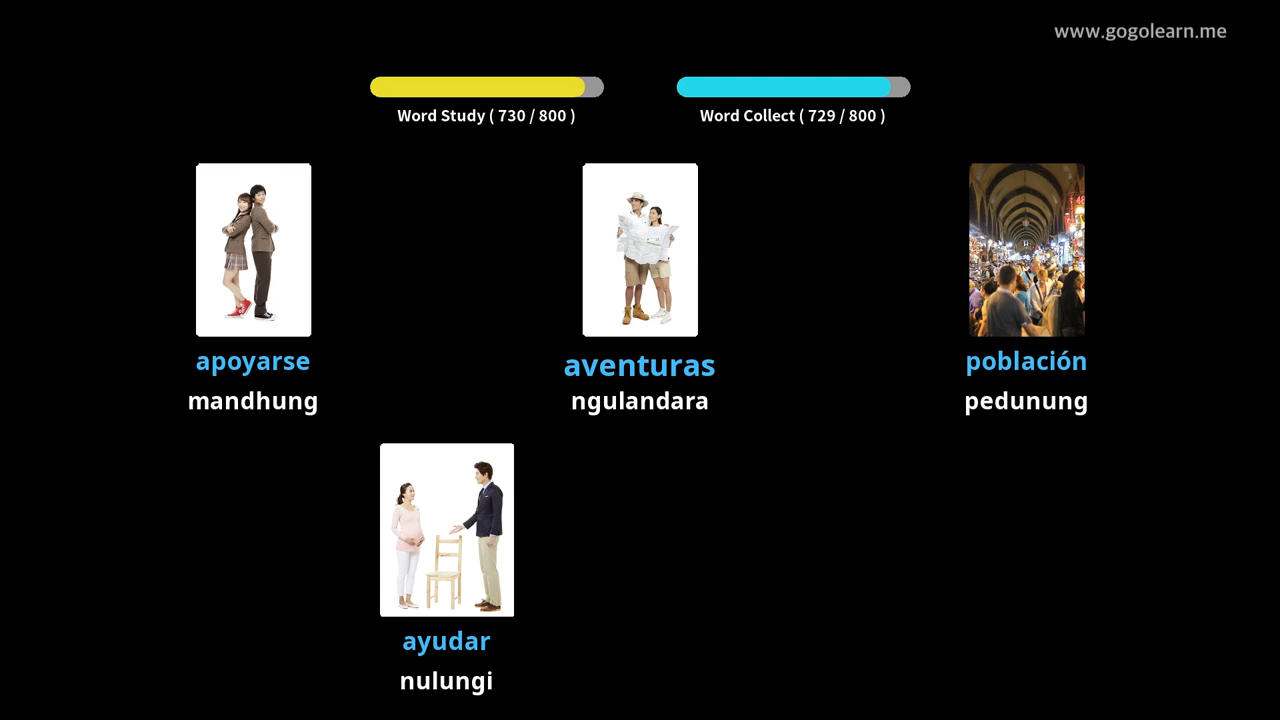 www.gogolearn.me
Word Study ( 730 / 800 )
Word Collect ( 729 / 800 )
apoyarse
mandhung
aventuras
ngulandara
población
pedunung
ayudar
nulungi